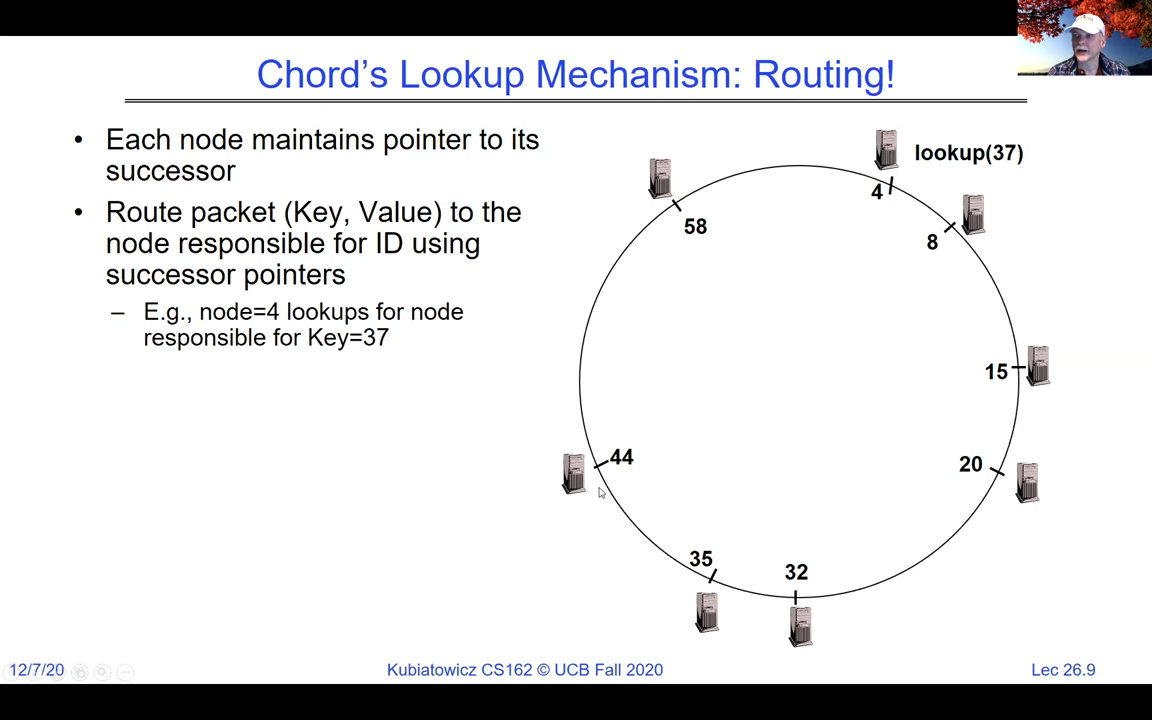 Chord's Lookup Mechanism: Routing!
• Each node maintains pointer to its
successor
• Route packet (Key, Value) to the
node responsible for ID using
successor pointers
– E.g., node=4 lookups for node
responsible for Key=37
lookup(37)
4
58
8
15
44
20
35
32
12/7/20
Kubiatowicz CS162 © UCB Fall 2020
Lec 26.9